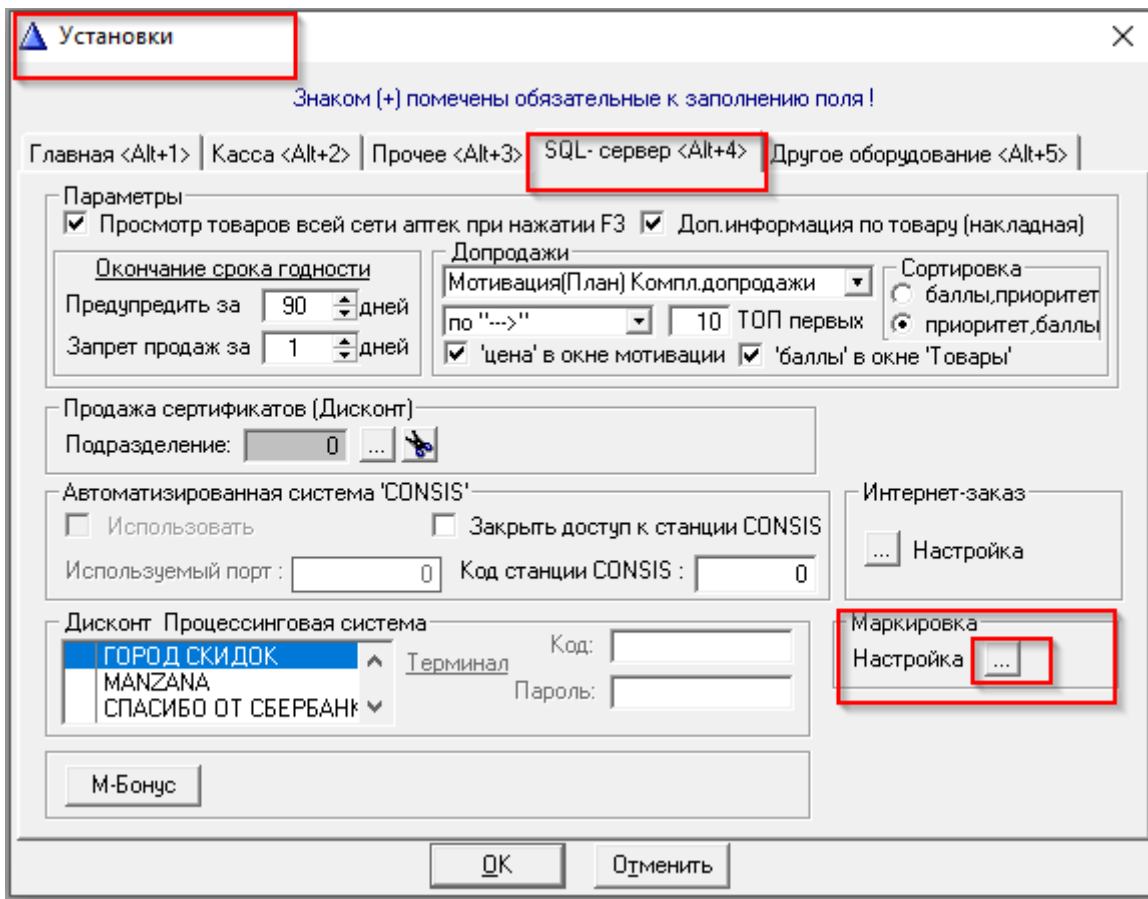 Установки
Знаком (+) помечены обязательные к заполнению поля !
Главная <Alt+1> Касса <Alt+2> Прочее <Alt+3> SQL- сервер <Alt+4> Другое оборудование <Alt+5>
Параметры
Просмотр товаров всей сети аптек при нажатии F3 Доп.информация по товару (накладная)
Окончание срока годности
Предупредить за 90 дней
Запрет продаж за 1 дней
Допродажи
Мотивация(План) Компл.допродажи
по "--->" 10 ТОП первых
'цена' в окне мотивации 'баллы' в окне 'Товары'
Сортировка
баллы,приоритет
приоритет,баллы
Продажа сертификатов (Дисконт)
Подразделение: 0 ...
Автоматизированная система 'CONSIS'
Использовать Закрыть доступ к станции CONSIS
Используемый порт : 0 Код станции CONSIS : 0
Интернет-заказ
... Настройка
Дисконт Процессинговая система
ГОРОД СКИДОК
MANZANA
СПАСИБО ОТ СБЕРБАНК
Терминал
Код:
Пароль:
Маркировка
Настройка ...
М-Бонус
OK Отменить